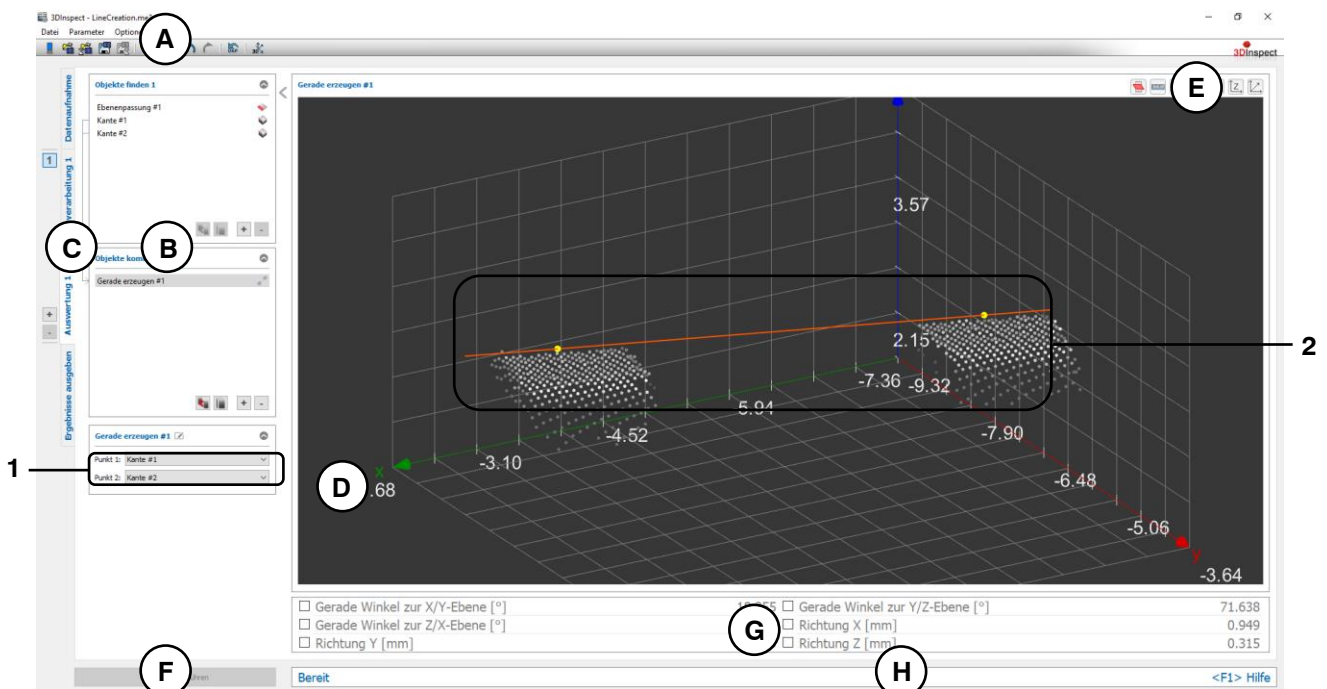 3DInspect - LineCreation.me
Datei Parameter
A
3DInspect
Datenaufnahme
Objekte finden 1
Ebenenpassung #1
Kante #1
Kante #2
+ -
1
verarbeitung 1
C
B
Gerade erzeugen #1
Auswertung 1
+
-
+ -
Ergebnisse ausgeben
Gerade erzeugen #1
1
Punkt 1: Kante #1
Punkt 2: Kante #2
F
Gerade erzeugen #1
E
Z
3.57
2.15
2
-7.36 -9.32
5.94
-4.52
-7.90
-3.10
X
D
.68
-6.48
-5.06
Y
-3.64
Gerade Winkel zur X/Y-Ebene [°]
Gerade Winkel zur Y/Z-Ebene [°] 71.638
Gerade Winkel zur Z/X-Ebene [°]
G
Richtung X [mm] 0.949
Richtung Y [mm]
Richtung Z [mm] 0.315
H
Bereit
<F1> Hilfe